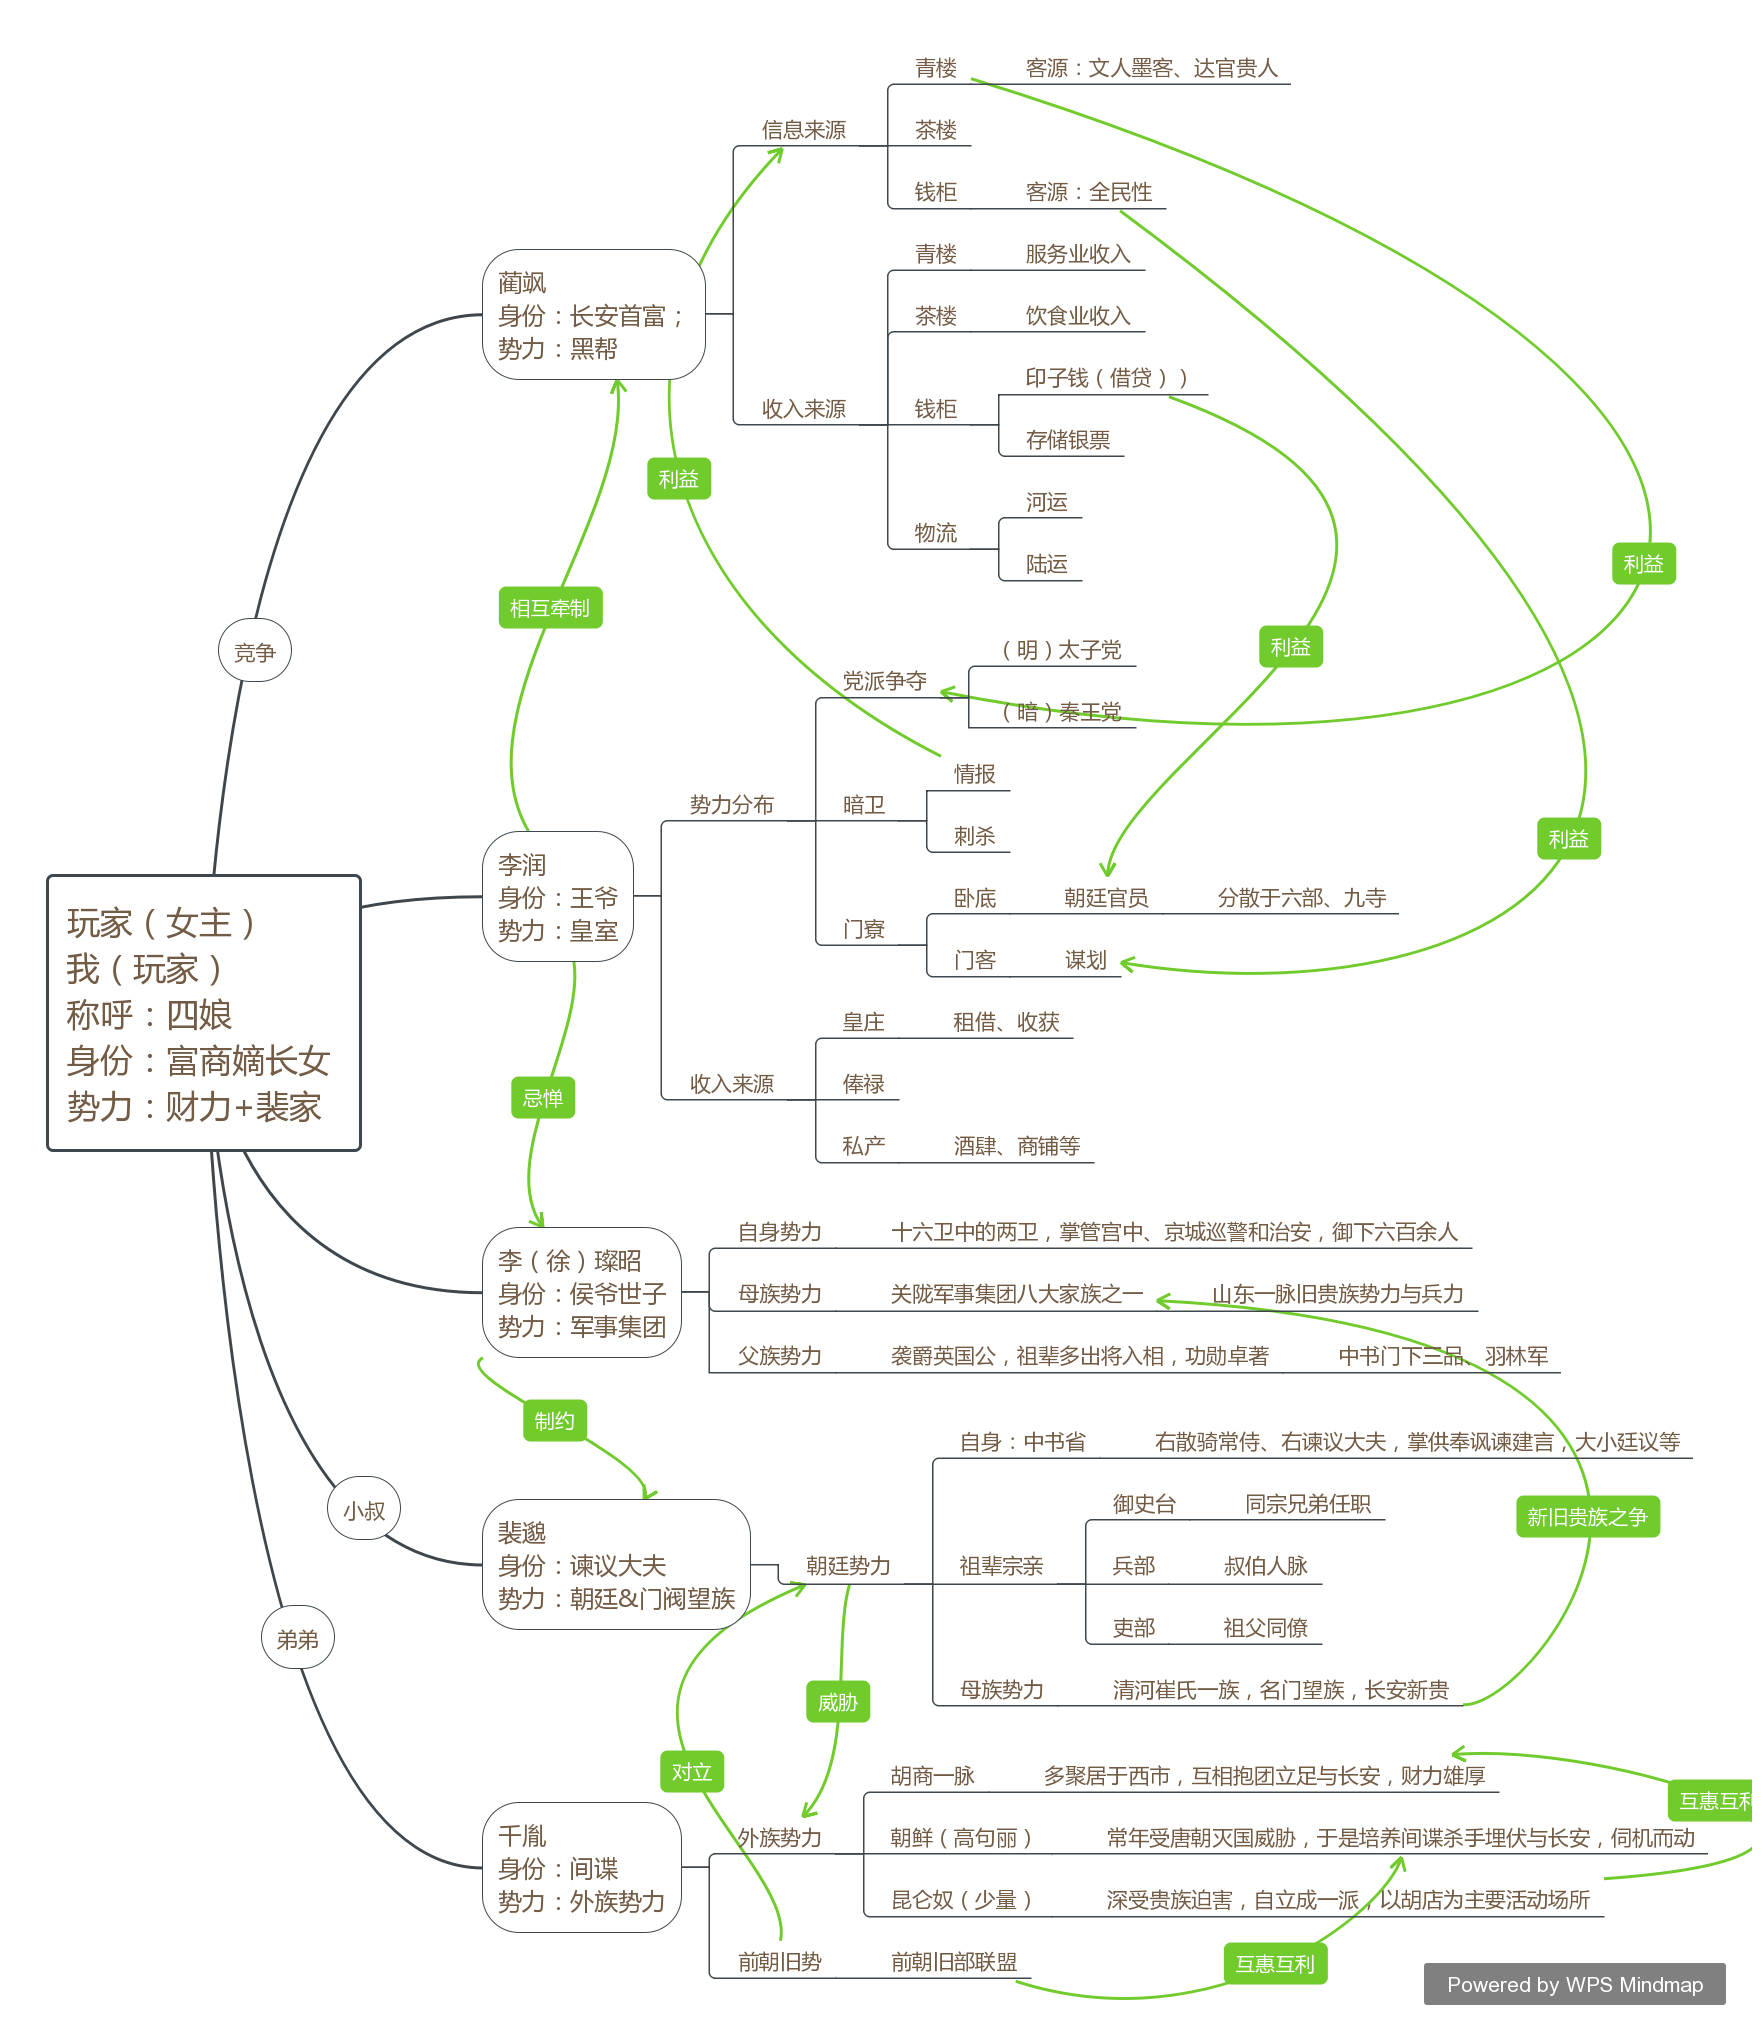 玩家（女主）
我（玩家）
称呼：四娘
身份：富商嫡长女
势力：财力+裴家
竞争
蔺飒
身份：长安首富；
势力：黑帮
信息来源
青楼
客源：文人墨客、达官贵人
茶楼
钱柜
客源：全民性
收入来源
青楼
服务业收入
茶楼
饮食业收入
钱柜
印子钱（借贷））
存储银票
物流
河运
陆运
利益
利益
利益
利益
相互牵制
李润
身份：王爷
势力：皇室
势力分布
党派争夺
（明）太子党
（暗）秦王党
暗卫
情报
刺杀
门寮
卧底
朝廷官员
分散于六部、九寺
门客
谋划
收入来源
皇庄
租借、收获
俸禄
私产
酒肆、商铺等
忌惮
李（徐）璨昭
身份：侯爷世子
势力：军事集团
自身势力
十六卫中的两卫，掌管宫中、京城巡警和治安，御下六百余人
母族势力
关陇军事集团八大家族之一
山东一脉旧贵族势力与兵力
父族势力
袭爵英国公，祖辈多出将入相，功勋卓著
中书门下三品、羽林军
制约
小叔
裴邈
身份：谏议大夫
势力：朝廷&门阀望族
朝廷势力
自身：中书省
右散骑常侍、右谏议大夫，掌供奉讽谏建言，大小廷议等
祖辈宗亲
御史台
同宗兄弟任职
兵部
叔伯人脉
吏部
祖父同僚
母族势力
清河崔氏一族，名门望族，长安新贵
新旧贵族之争
威胁
对立
弟弟
千胤
身份：间谍
势力：外族势力
外族势力
胡商一脉
多聚居于西市，互相抱团立足与长安，财力雄厚
朝鲜（高句丽）
常年受唐朝灭国威胁，于是培养间谍杀手埋伏与长安，伺机而动
昆仑奴（少量）
深受贵族迫害，自立成一派，以胡店为主要活动场所
前朝旧势
前朝旧部联盟
互惠互利
互惠互利
Powered by WPS Mindmap